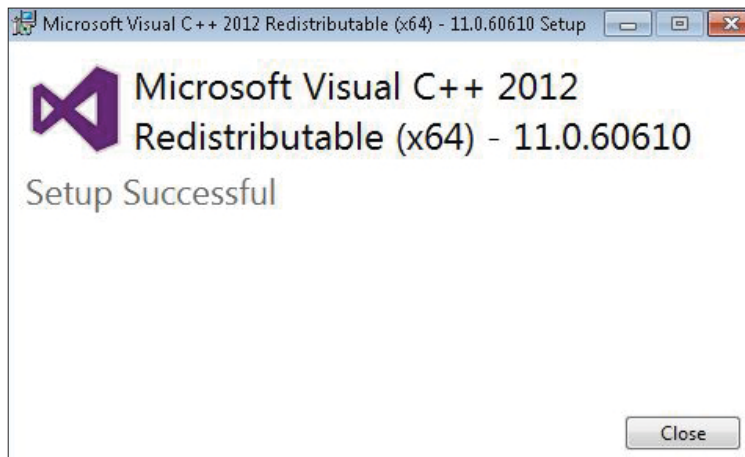 Microsoft Visual C++ 2012 Redistributable (x64) - 11.0.60610 Setup
Microsoft Visual C++ 2012
Redistributable (x64) - 11.0.60610
Setup Successful
Close